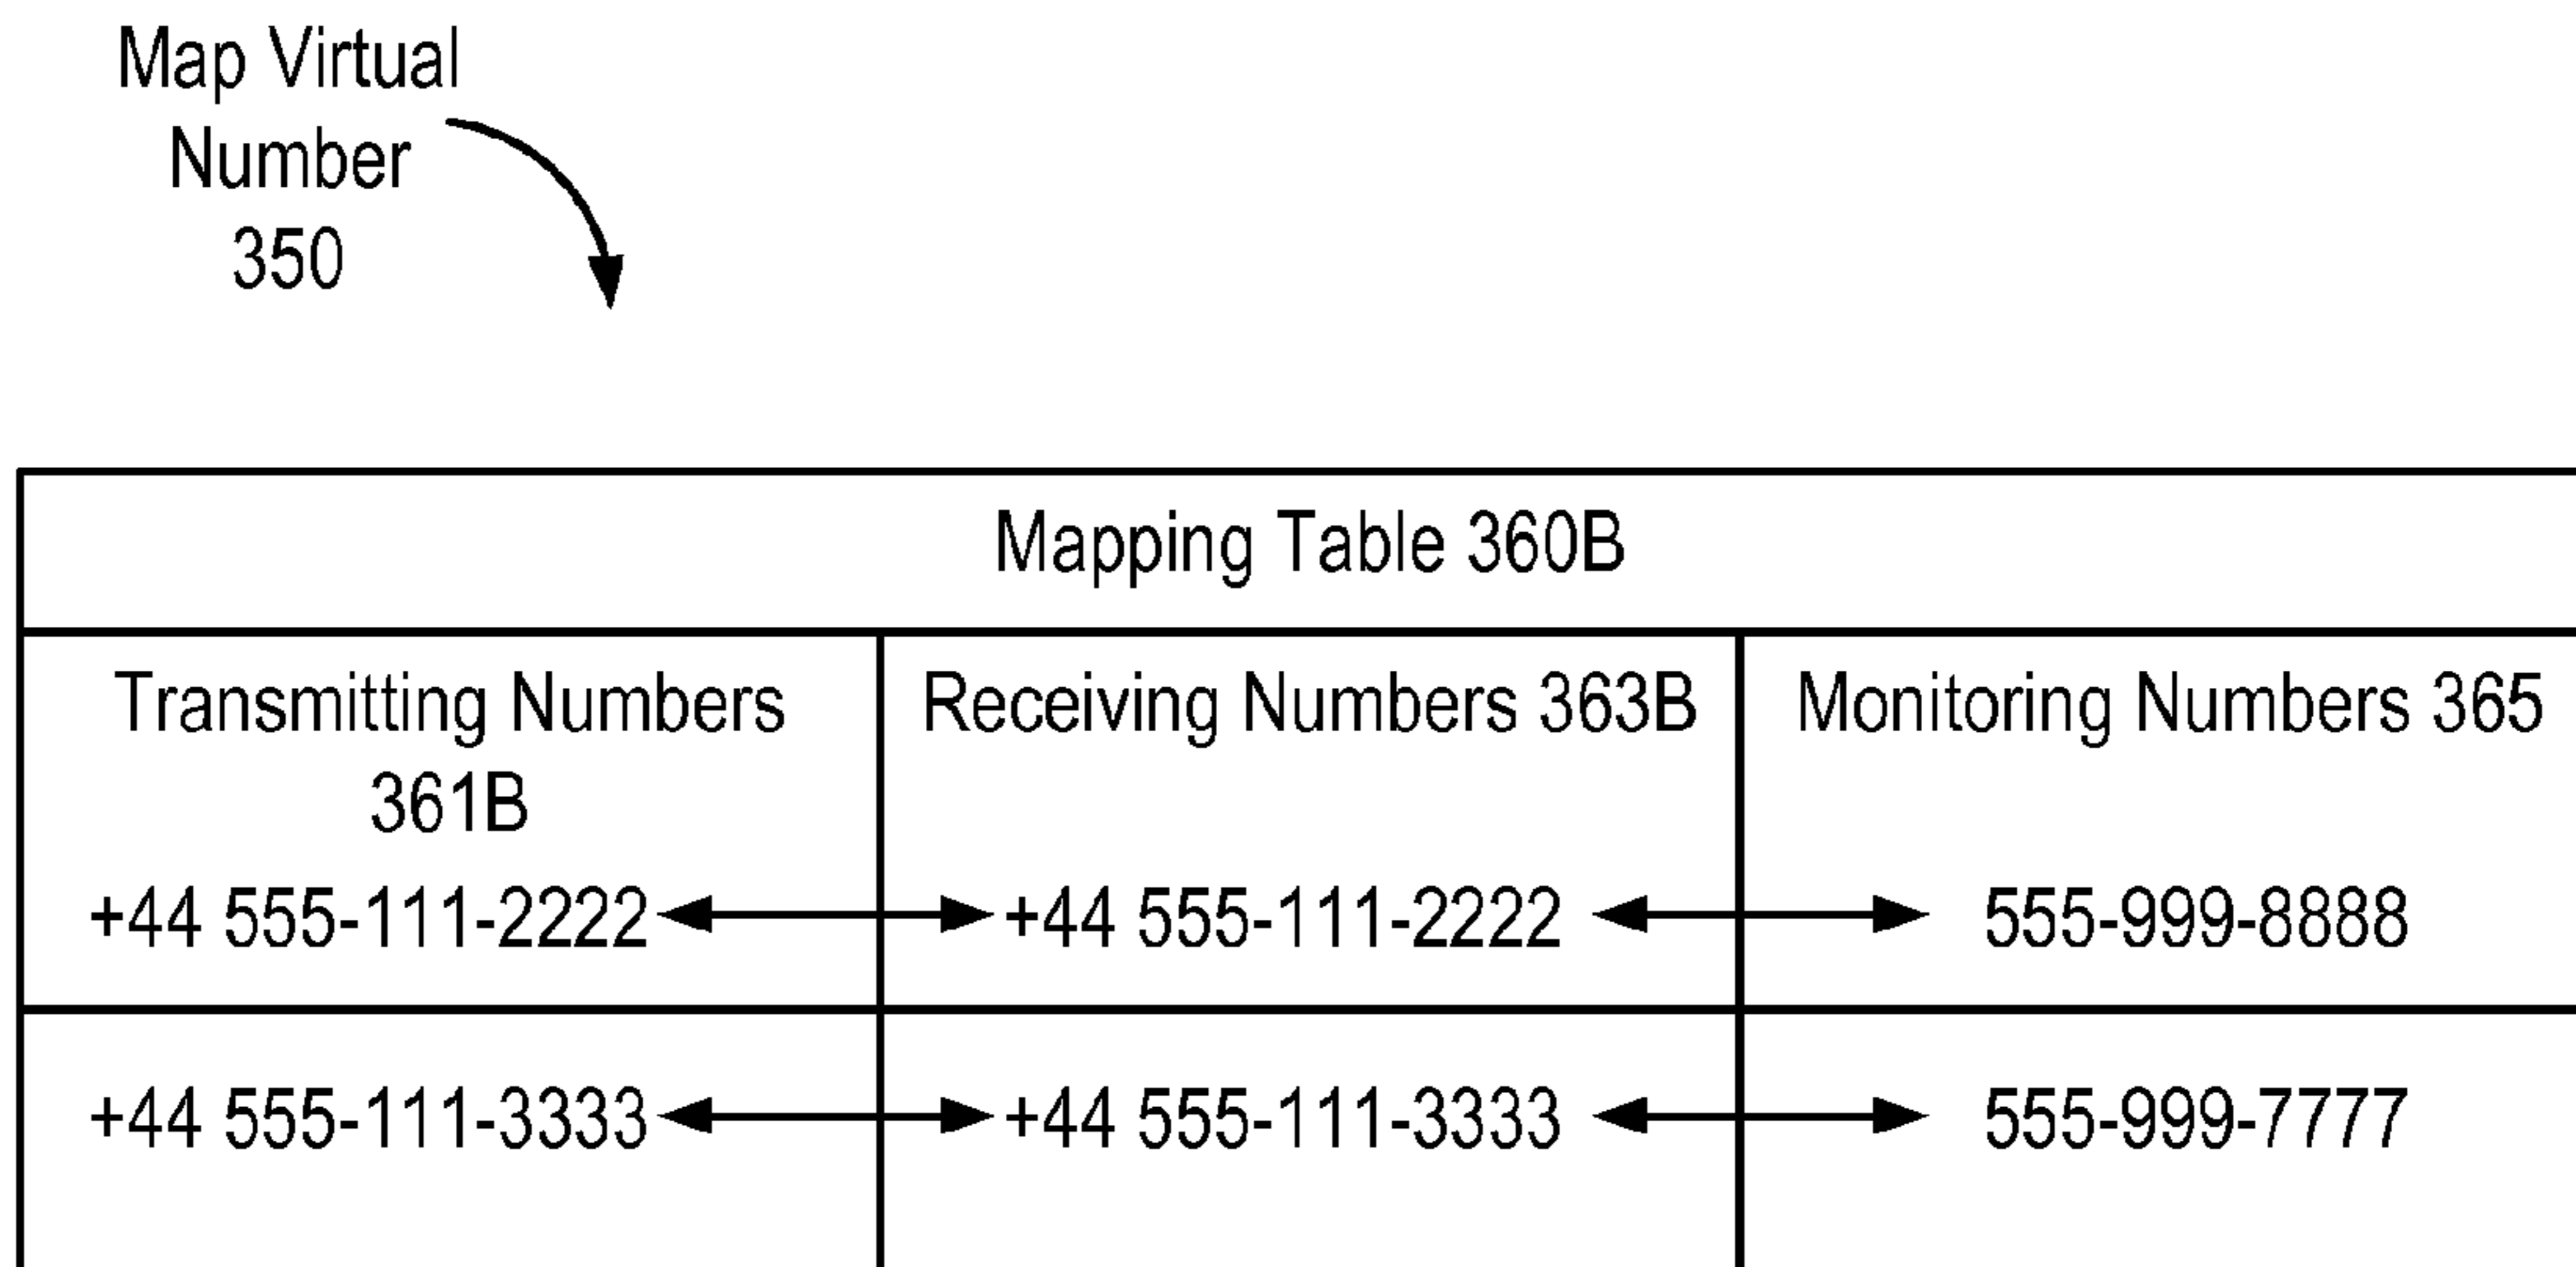 Map Virtual
Number
350
Mapping Table 360B
Transmitting Numbers
361B
Receiving Numbers 363B
Monitoring Numbers 365
+44 555-111-2222
+44 555-111-2222
555-999-8888
+44 555-111-3333
+44 555-111-3333
555-999-7777